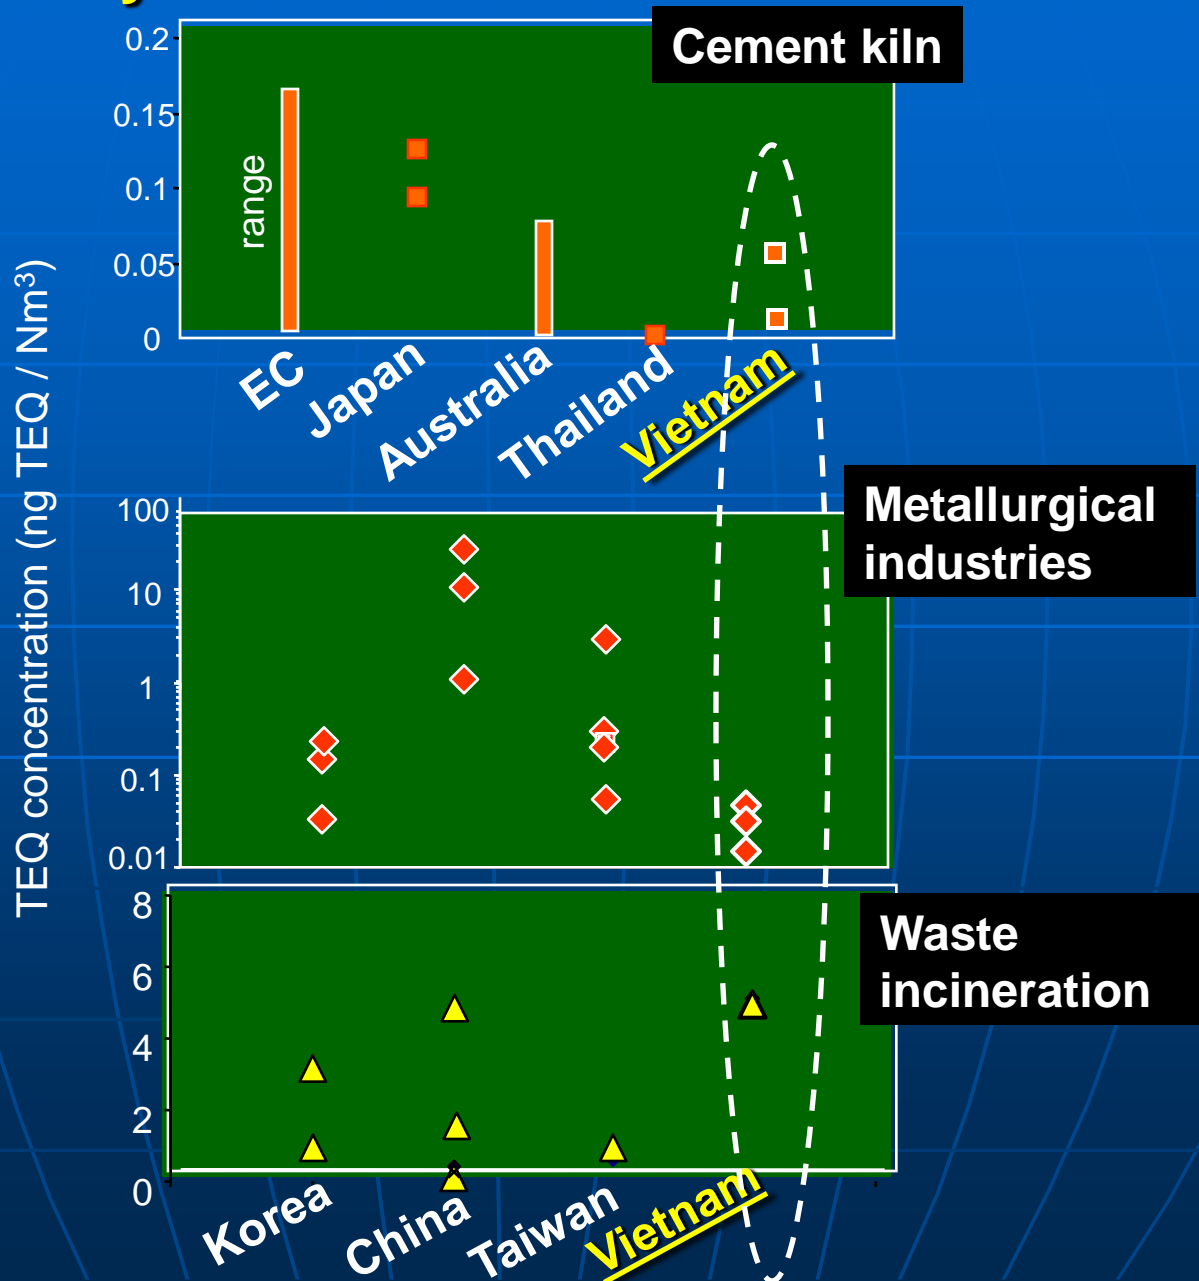 Cement kiln
0.2
0.15
0.1
0.05
0
range
EC
Japan
Australia
Thailand
Vietnam
TEQ concentration (ng TEQ / Nm³)
Metallurgical
industries
100
10
1
0.1
0.01
Waste
incineration
8
6
4
2
0
Korea
China
Taiwan
Vietnam